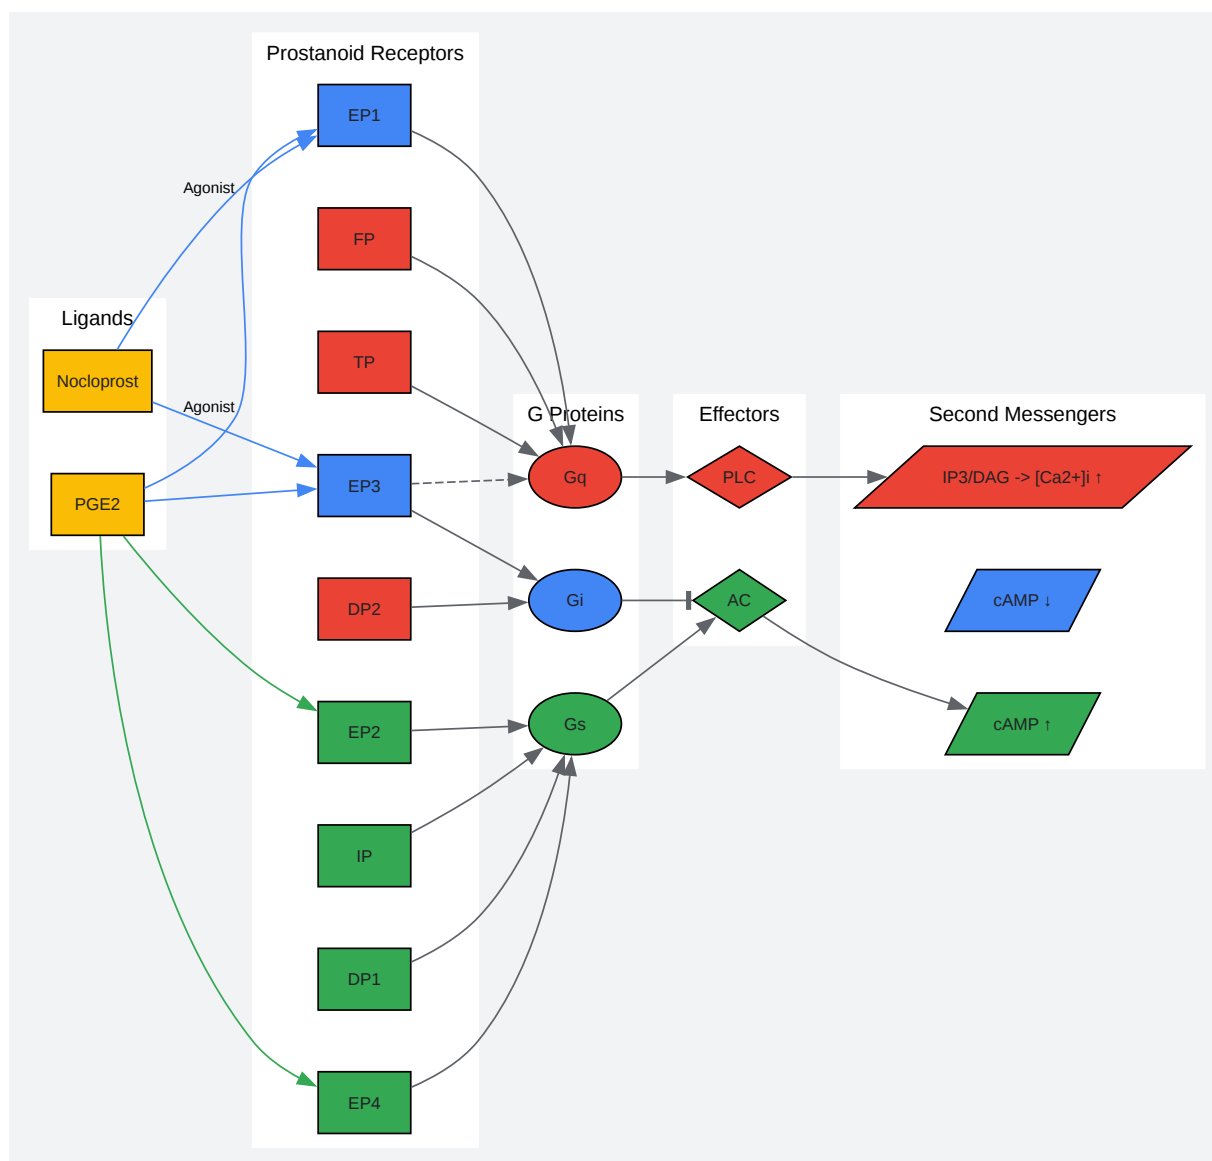 Prostanoid Receptors
EP1
Agonist
FP
Ligands
TP
Nocloprost
Agonist
G Proteins
Effectors
Second Messengers
EP3
Gq
PLC
IP3/DAG -> [Ca2+]i ↑
PGE2
DP2
Gi
AC
cAMP ↓
EP2
Gs
cAMP ↑
IP
DP1
EP4